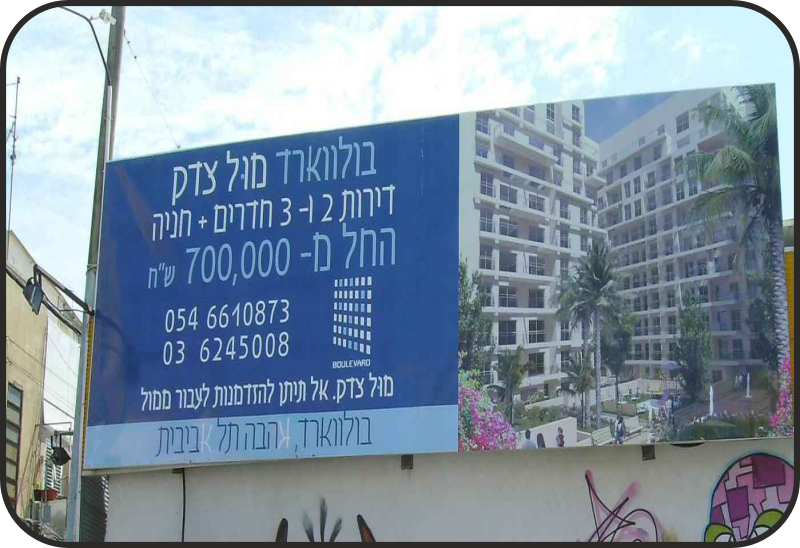 בולווארד מול צדק
דירות 2 ו- 3 חדרים + חניה
החל מ- 700,000 ש"ח
054 6610873
03 6245008
BOULEVARD
מול צדק. אל תיתן להזדמנות לעבור ממול
בולווארד, אהבה תל אביבית